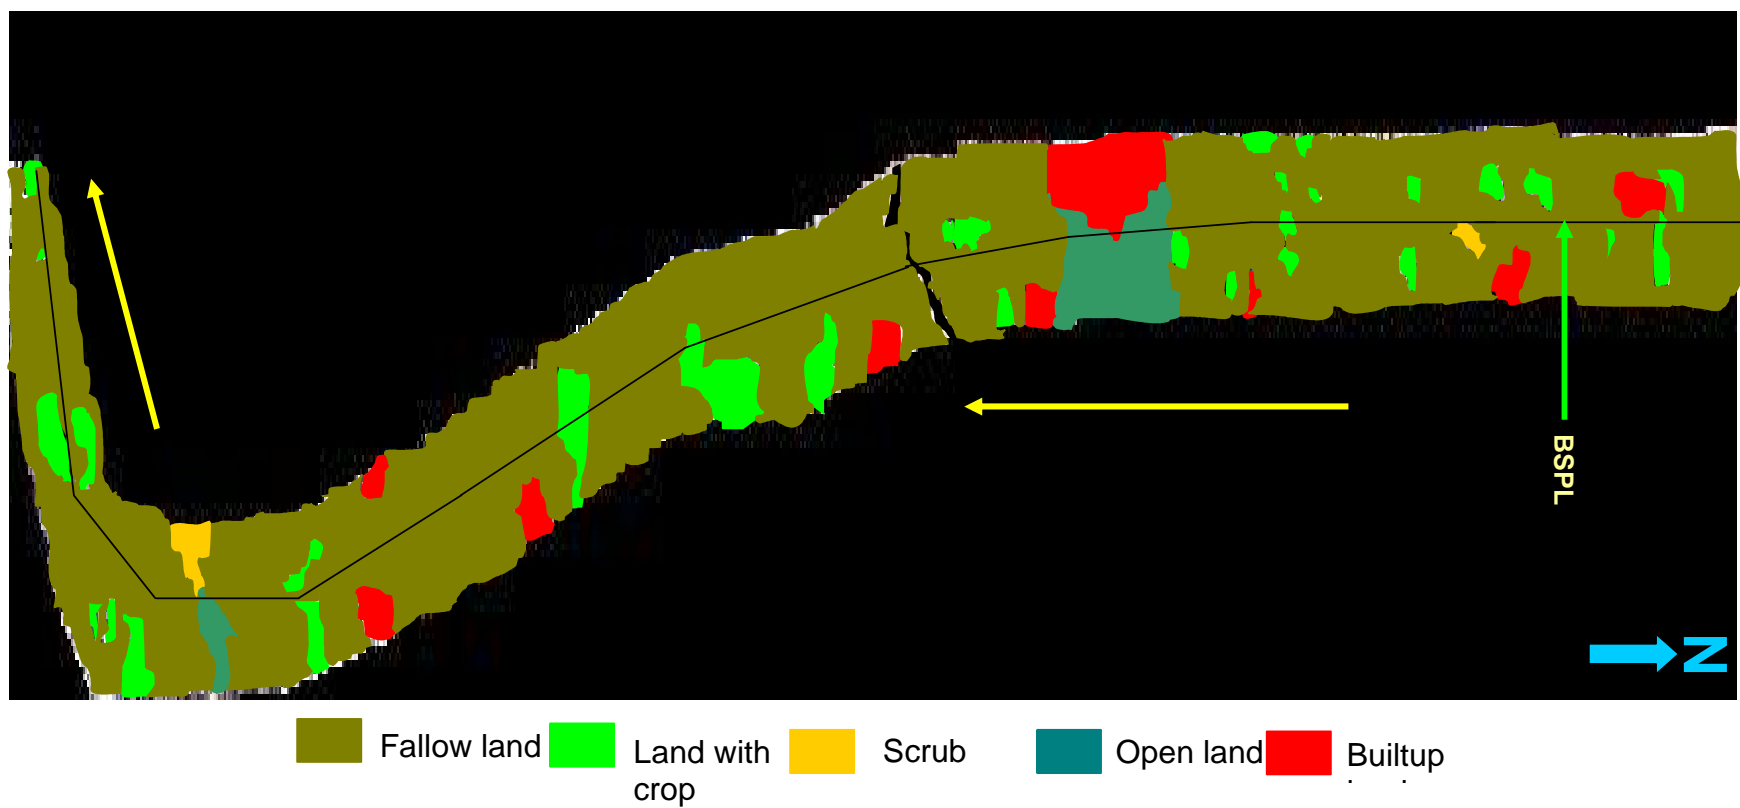 BSPL
N
Fallow land
Land with
crop
Scrub
Open land
Builtup